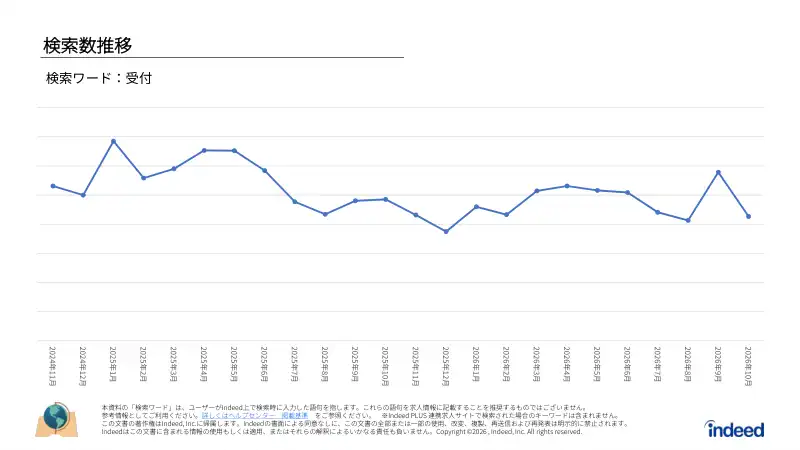 検索数推移
検索ワード：受付
2024年11月
2024年12月
2025年1月
2025年2月
2025年3月
2025年4月
2025年5月
2025年6月
2025年7月
2025年8月
2025年9月
2025年10月
2025年11月
2025年12月
2026年1月
2026年2月
2026年3月
2026年4月
2026年5月
2026年6月
2026年7月
2026年8月
2026年9月
2026年10月
本資料の「検索ワード」は、ユーザーがIndeed上で検索時に入力した語句を指します。これらの語句を求人情報に記載することを推奨するものではございません。
参考情報としてご利用ください。詳しくはヘルプセンター 掲載基準 をご参照ください。 ※Indeed PLUS 連携求人サイトで検索された場合のキーワードは含まれません。
この文書の著作権はIndeed, Inc.に帰属します。Indeedの書面による同意なしに、この文書の全部または一部の使用、改変、複製、再送信および再発表は明示的に禁止されます。
Indeedはこの文書に含まれる情報の使用もしくは適用、またはそれらの解釈によるいかなる責任も負いません。Copyright ©2026 , Indeed, Inc. All rights reserved.
indeed